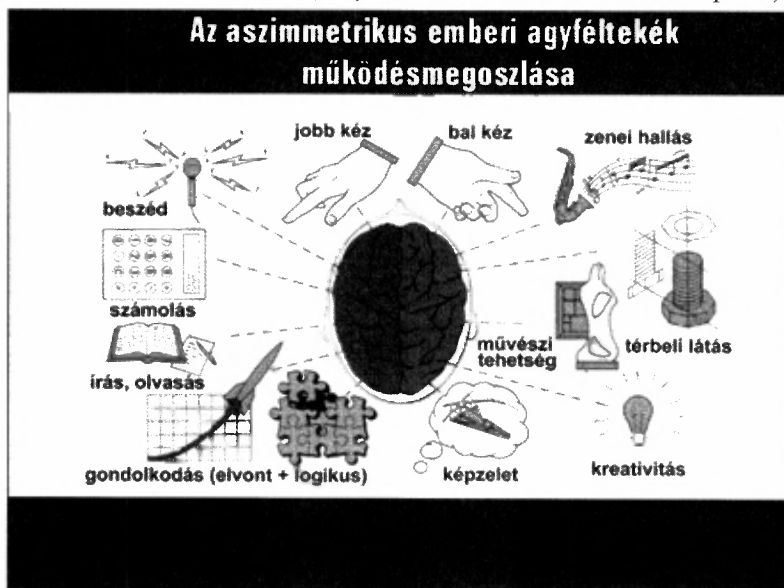 Az aszimmetrikus emberi agyféltekék
működésmegoszlása
jobb kéz
bal kéz
zenei hallás
beszéd
számolás
írás, olvasás
művészi
tehetség
térbeli látás
gondolkodás (elvont + logikus)
képzelet
kreativitás